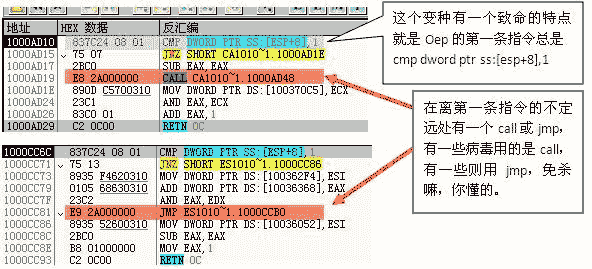 地址 HEX 数据 反汇编
1000AD10 837C24 08 01 CMP DWORD PTR SS:[ESP+8],1
1000AD15 75 07 JNZ SHORT CA1010~1.1000AD1E
1000AD17 2BC0 SUB EAX,EAX
1000AD19 E8 2A000000 CALL CA1010~1.1000AD48
1000AD1E 890D C5700310 MOV DWORD PTR DS:[100370C5],ECX
1000AD24 23C1 AND EAX,ECX
1000AD26 83C0 01 ADD EAX,1
1000AD29 C2 0C00 RETN 0C
1000CC6C 837C24 08 01 CMP DWORD PTR SS:[ESP+8],1
1000CC71 75 13 JNZ SHORT ES1010~1.1000CC86
1000CC73 8935 F4620310 MOV DWORD PTR DS:[100362F4],ESI
1000CC79 0105 68630310 ADD DWORD PTR DS:[10036368],EAX
1000CC7F 23C2 AND EAX,EDX
1000CC81 E9 2A000000 JMP ES1010~1.1000CCB0
1000CC86 8935 52600310 MOV DWORD PTR DS:[10036052],ESI
1000CC8C 2BC0 SUB EAX,EAX
1000CC8E B8 01000000 MOV EAX,1
1000CC93 C2 0C00 RETN 0C
这个变种有一个致命的特点
就是 Oep 的第一条指令总是
cmp dword ptr ss:[esp+8],1
在离第一条指令的不定
远处有一个 call 或 jmp，
有一些病毒用的是 call，
有一些则用 jmp，免杀
嘛，你懂的。